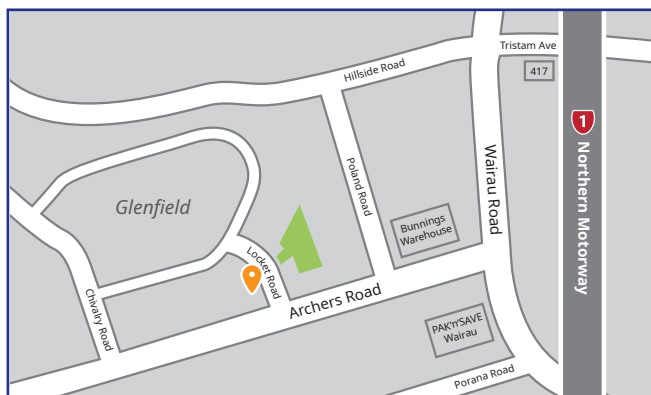 Tristam Ave
417
Hillside Road
1
Northern Motorway
Poland Road
Wairau Road
Glenfield
Bunnings
Warehouse
Locket Road
Chivalry Road
Archers Road
PAK'n'SAVE
Wairau
Porana Road